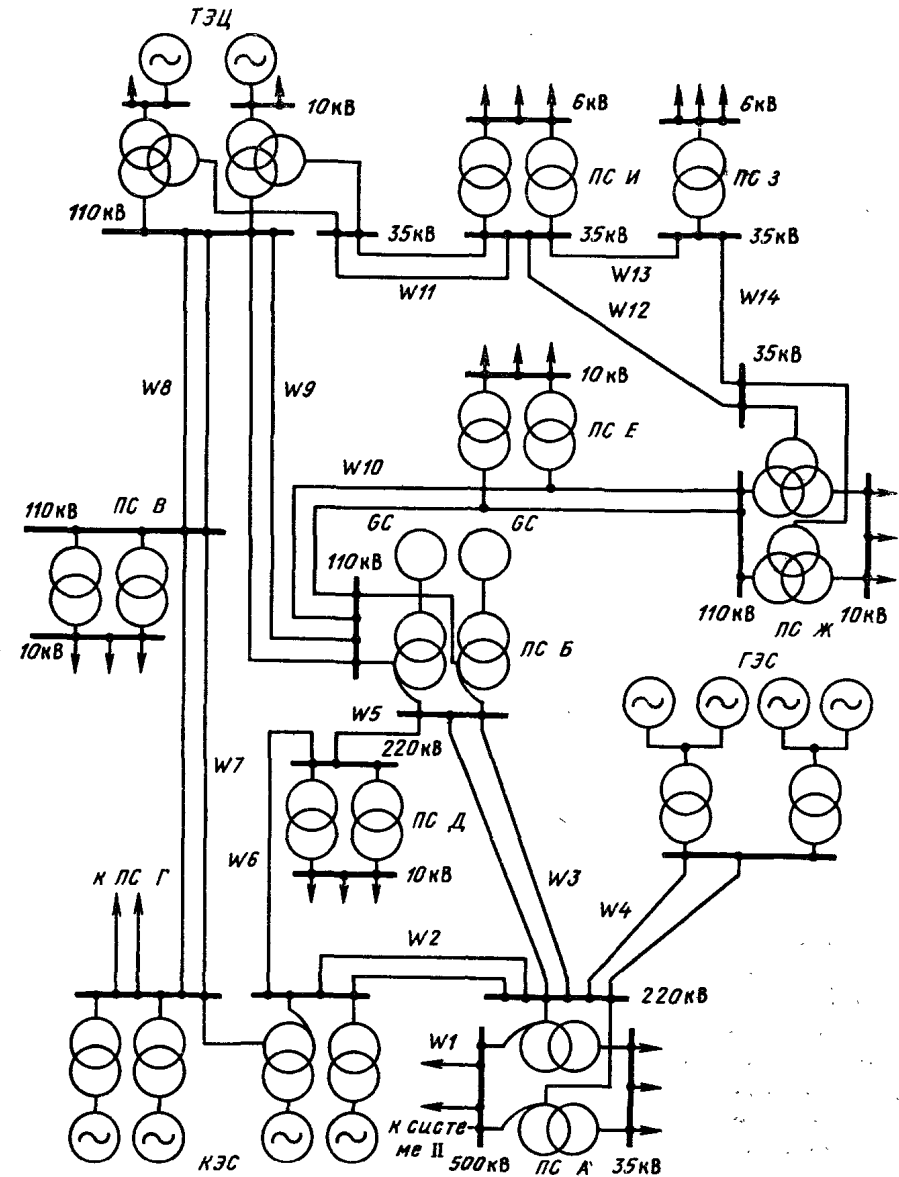 ТЭЦ
10кВ
6кВ
6кВ
ПС И
ПС З
110кВ
35кВ
35кВ
35кВ
W11
W13
W14
W12
35кВ
W8
W9
10кВ
ПС Е
W10
110кВ
ПС В
GC
GC
110кВ
110кВ
10кВ
ПС Ж
10кВ
ПС Б
ГЭС
W5
220кВ
W7
ПС Д
W6
10кВ
W3
к ПС Г
W4
W2
220кВ
W1
к систе
ме II
500кВ
ПС А
35кВ
КЭС